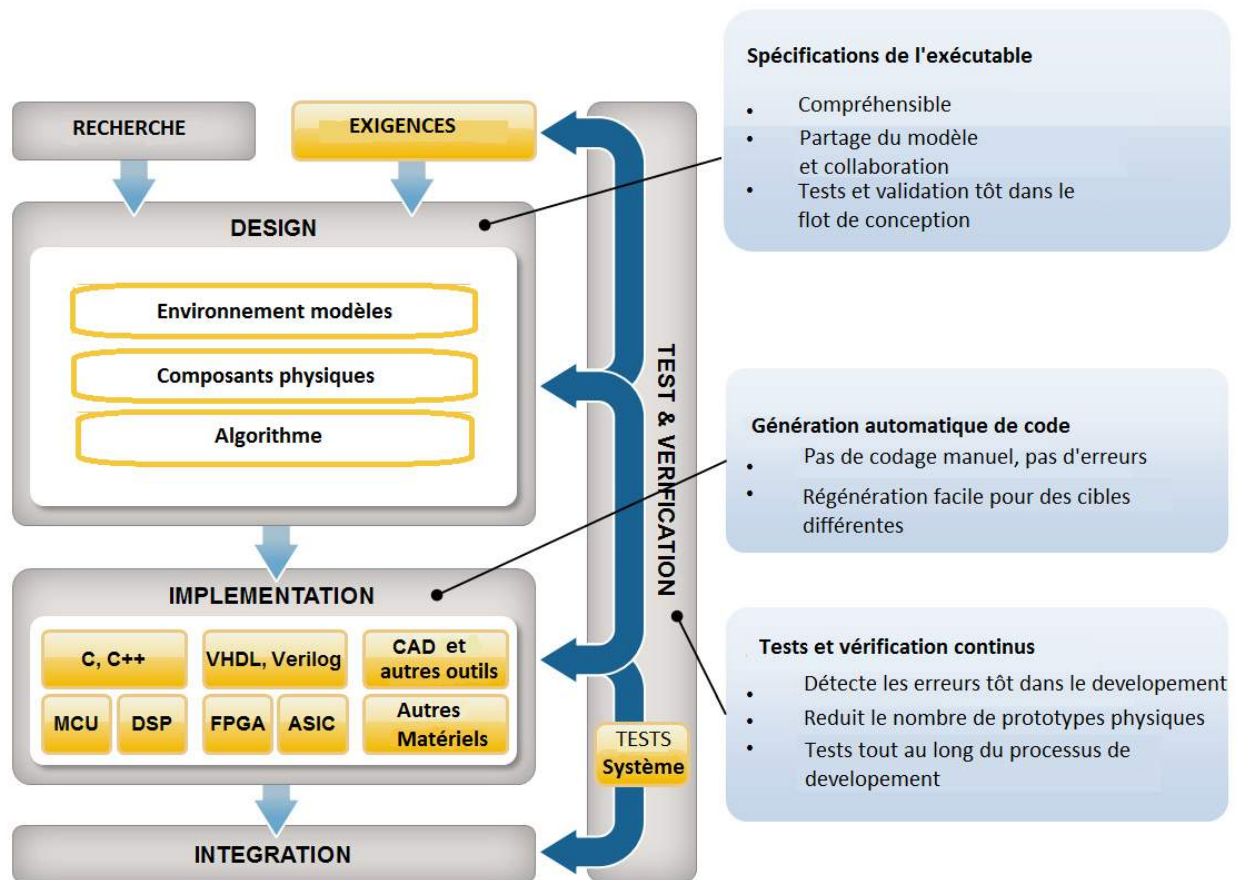 RECHERCHE
EXIGENCES
DESIGN
Environnement modèles
Composants physiques
Algorithme
IMPLEMENTATION
C, C++
VHDL, Verilog
CAD et
autres outils
MCU
DSP
FPGA
ASIC
Autres
Matériels
INTEGRATION
TEST & VERIFICATION
TESTS
Système
Spécifications de l'exécutable
• Compréhensible
• Partage du modèle
et collaboration
• Tests et validation tôt dans le
flot de conception
Génération automatique de code
• Pas de codage manuel, pas d'erreurs
• Régénération facile pour des cibles
différentes
Tests et vérification continus
• Détecte les erreurs tôt dans le developement
• Reduit le nombre de prototypes physiques
• Tests tout au long du processus de
developement